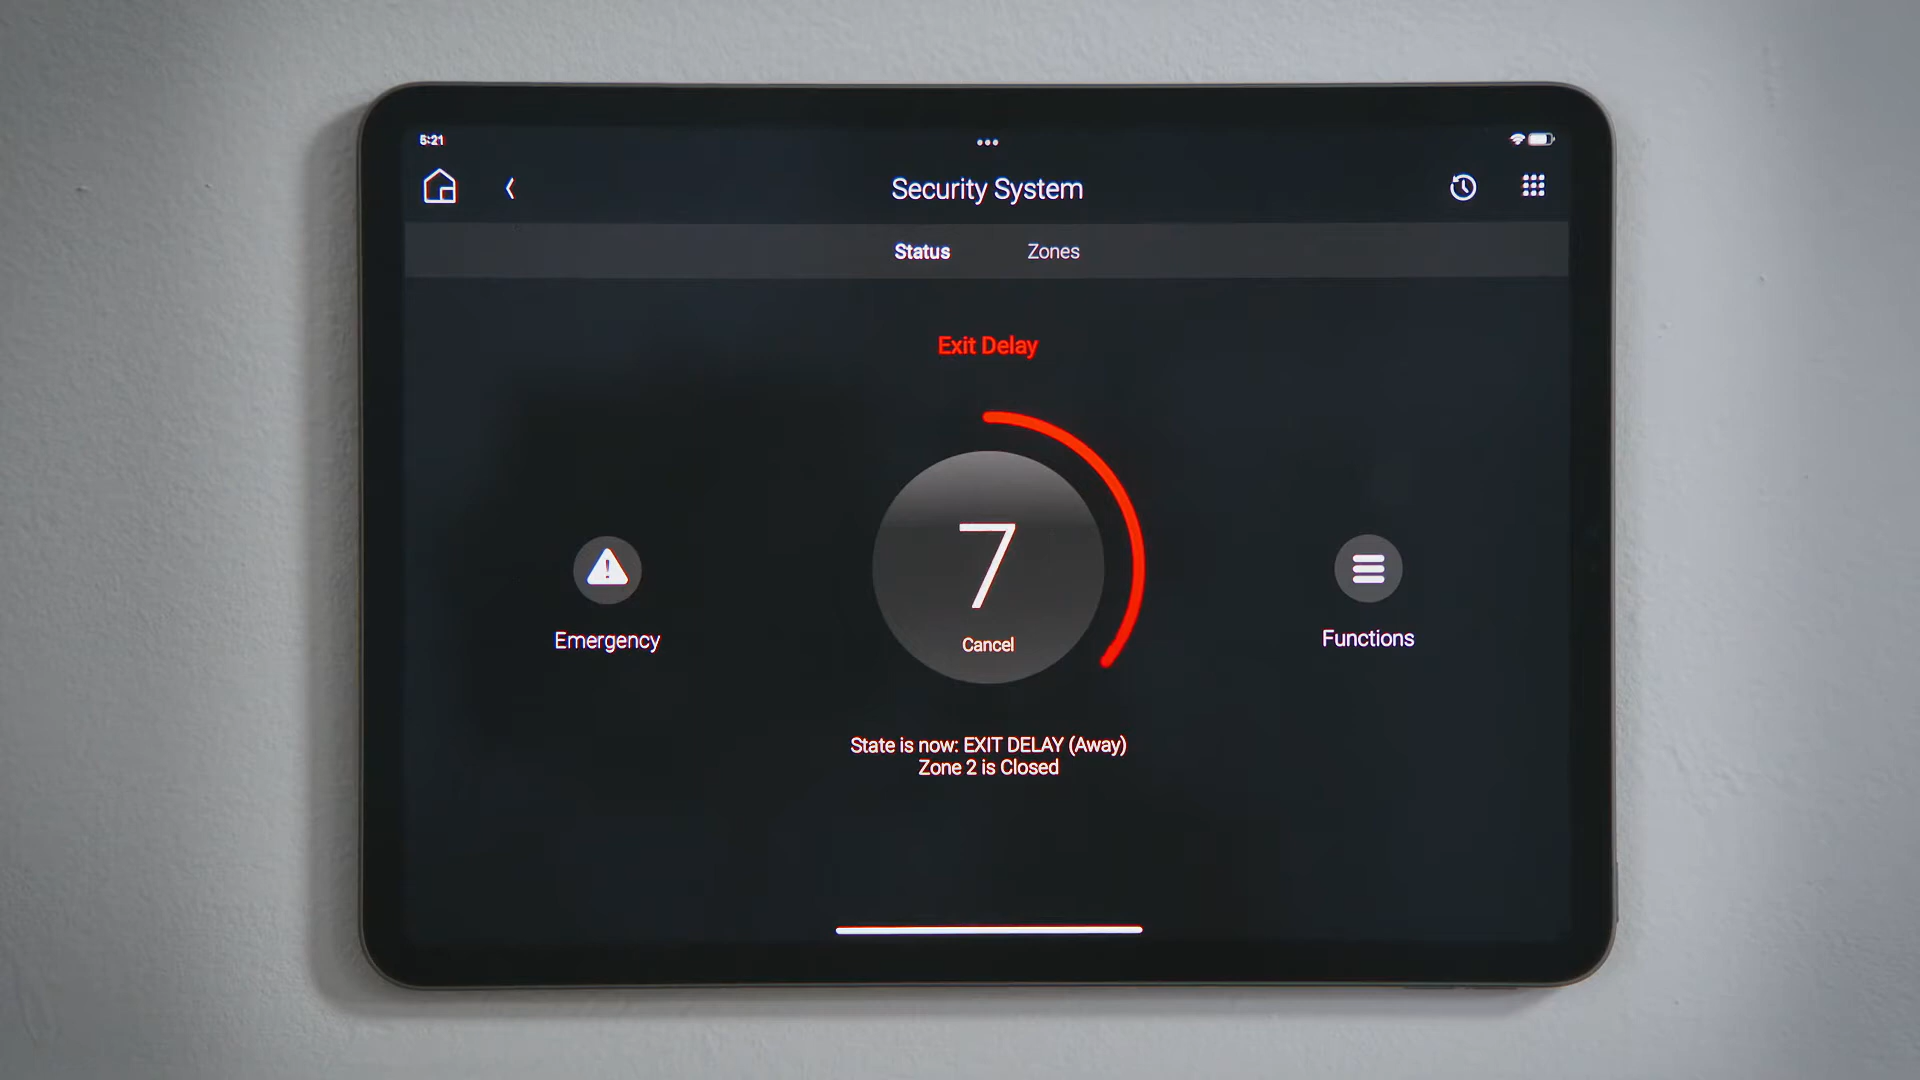 5:21
Security System
Status Zones
Exit Delay
7
Cancel
Emergency
Functions
State is now: EXIT DELAY (Away)
Zone 2 is Closed